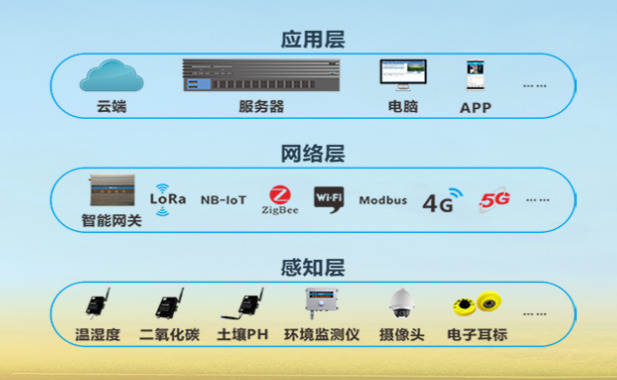 应用层
云端
服务器
电脑
APP
……
网络层
智能网关
LoRa
NB-IoT
ZigBee
Wi-Fi
Modbus
4G
5G
……
感知层
温湿度
二氧化碳
土壤PH
环境监测仪
摄像头
电子耳标
……